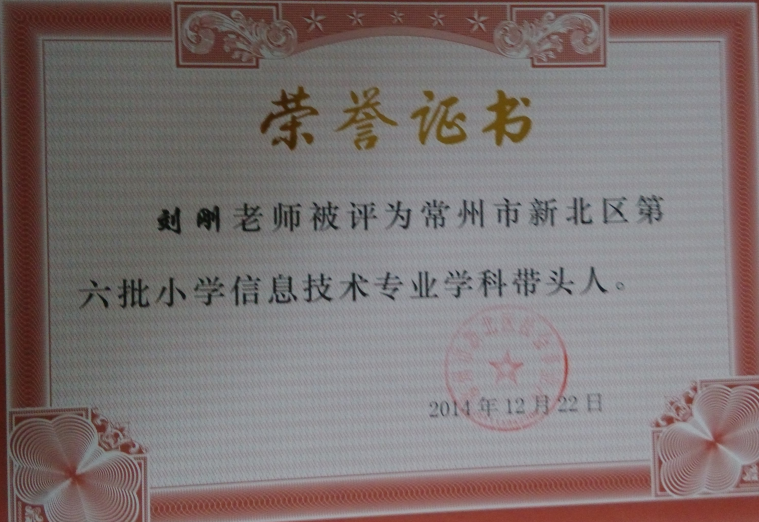 荣誉证书
刘刚老师被评为常州市新北区第
六批小学信息技术专业学科带头人。
2014年12月22日